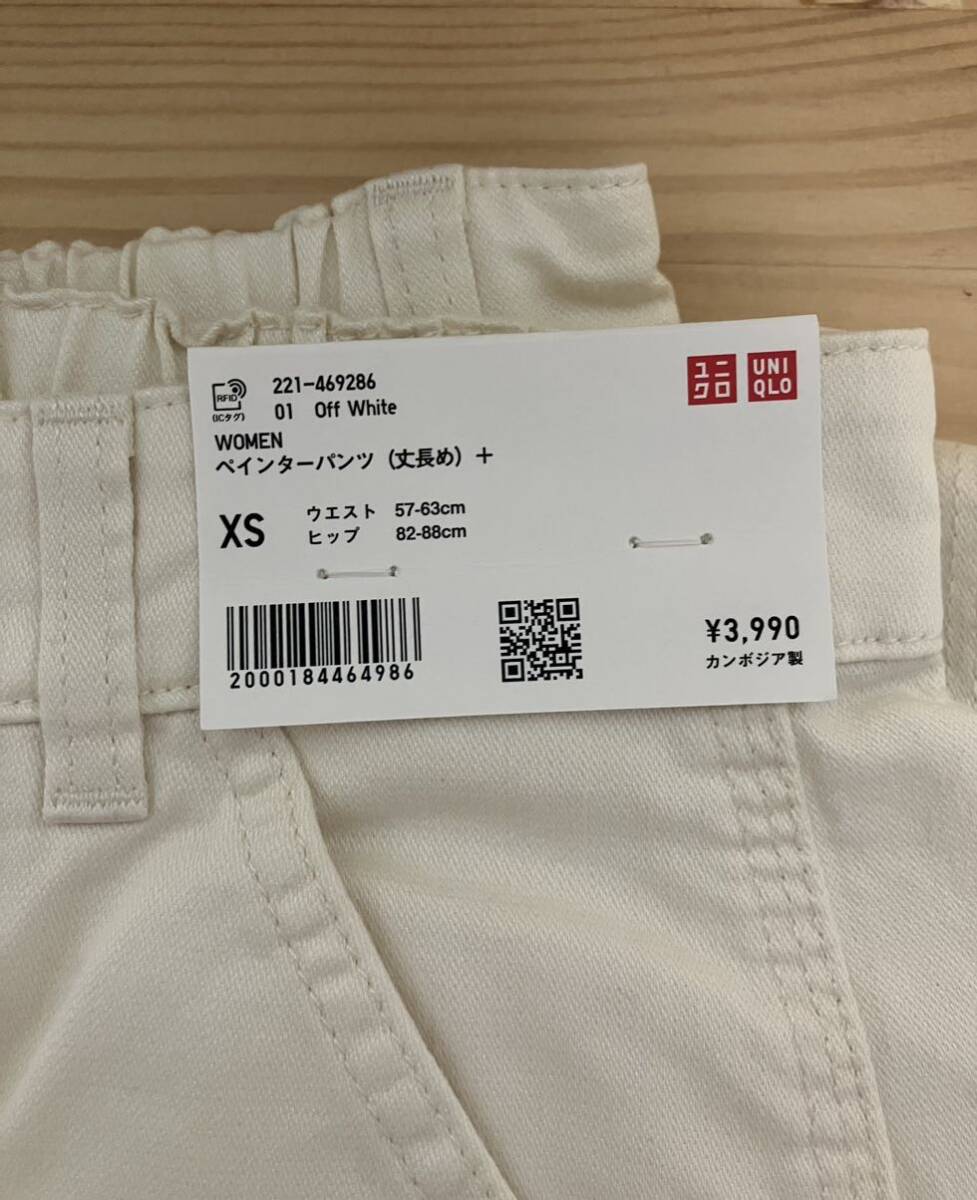 221-469286
01 Off White
RFID
(ICタグ)
ユニ
クロ
UNI
QLO
WOMEN
ペインターパンツ (丈長め) +
XS
ウエスト 57-63cm
ヒップ 82-88cm
2000184464986
¥3,990
カンボジア製